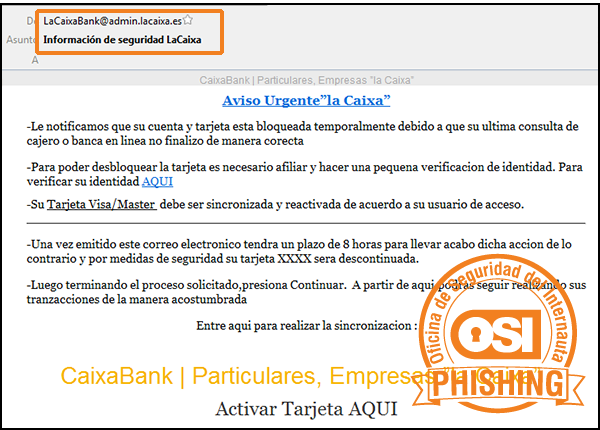 De LaCaixaBank@admin.lacaixa.es
Asunto Información de seguridad LaCaixa
A
CaixaBank | Particulares, Empresas "la Caixa"
Aviso Urgente”la Caixa”
-Le notificamos que su cuenta y tarjeta esta bloqueada temporalmente debido a que su ultima consulta de
cajero o banca en linea no finalizo de manera corecta
-Para poder desbloquear la tarjeta es necesario afiliar y hacer una pequena verificacion de identidad. Para
verificar su identidad AQUI
-Su Tarjeta Visa/Master debe ser sincronizada y reactivada de acuerdo a su usuario de acceso.
-Una vez emitido este correo electronico tendra un plazo de 8 horas para llevar acabo dicha accion de lo
contrario y por medidas de seguridad su tarjeta XXXX sera descontinuada.
-Luego terminando el proceso solicitado,presiona Continuar. A partir de aqui podras seguir realizando sus
tranzacciones de la manera acostumbrada
Entre aqui para realizar la sincronizacion :
CaixaBank | Particulares, Empresas "la Caixa"
Activar Tarjeta AQUI
Oficina de Seguridad del Internauta
OSI
PHISHING